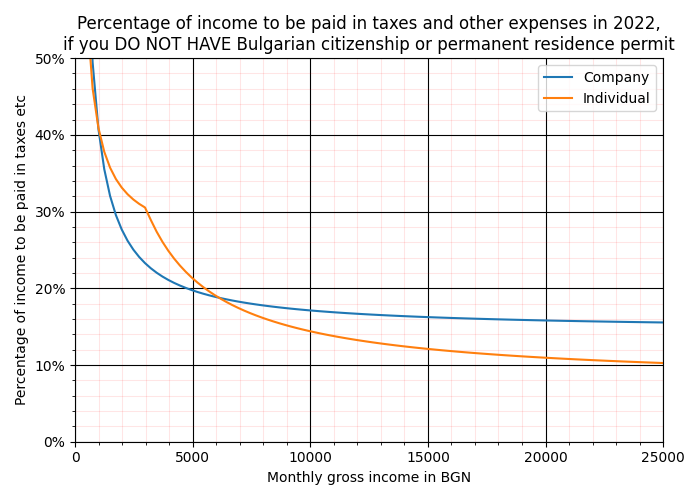 Percentage of income to be paid in taxes and other expenses in 2022,
if you DO NOT HAVE Bulgarian citizenship or permanent residence permit
Percentage of income to be paid in taxes etc
50%
40%
30%
20%
10%
0%
Company
Individual
0 5000 10000 15000 20000 25000
Monthly gross income in BGN